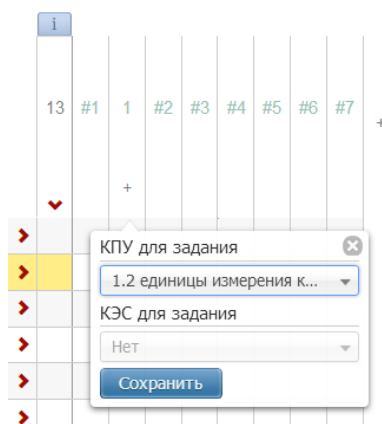 i
13 #1 1 #2 #3 #4 #5 #6 #7 +
+
КПУ для задания
1.2 единицы измерения к...
КЭС для задания
Нет
Сохранить